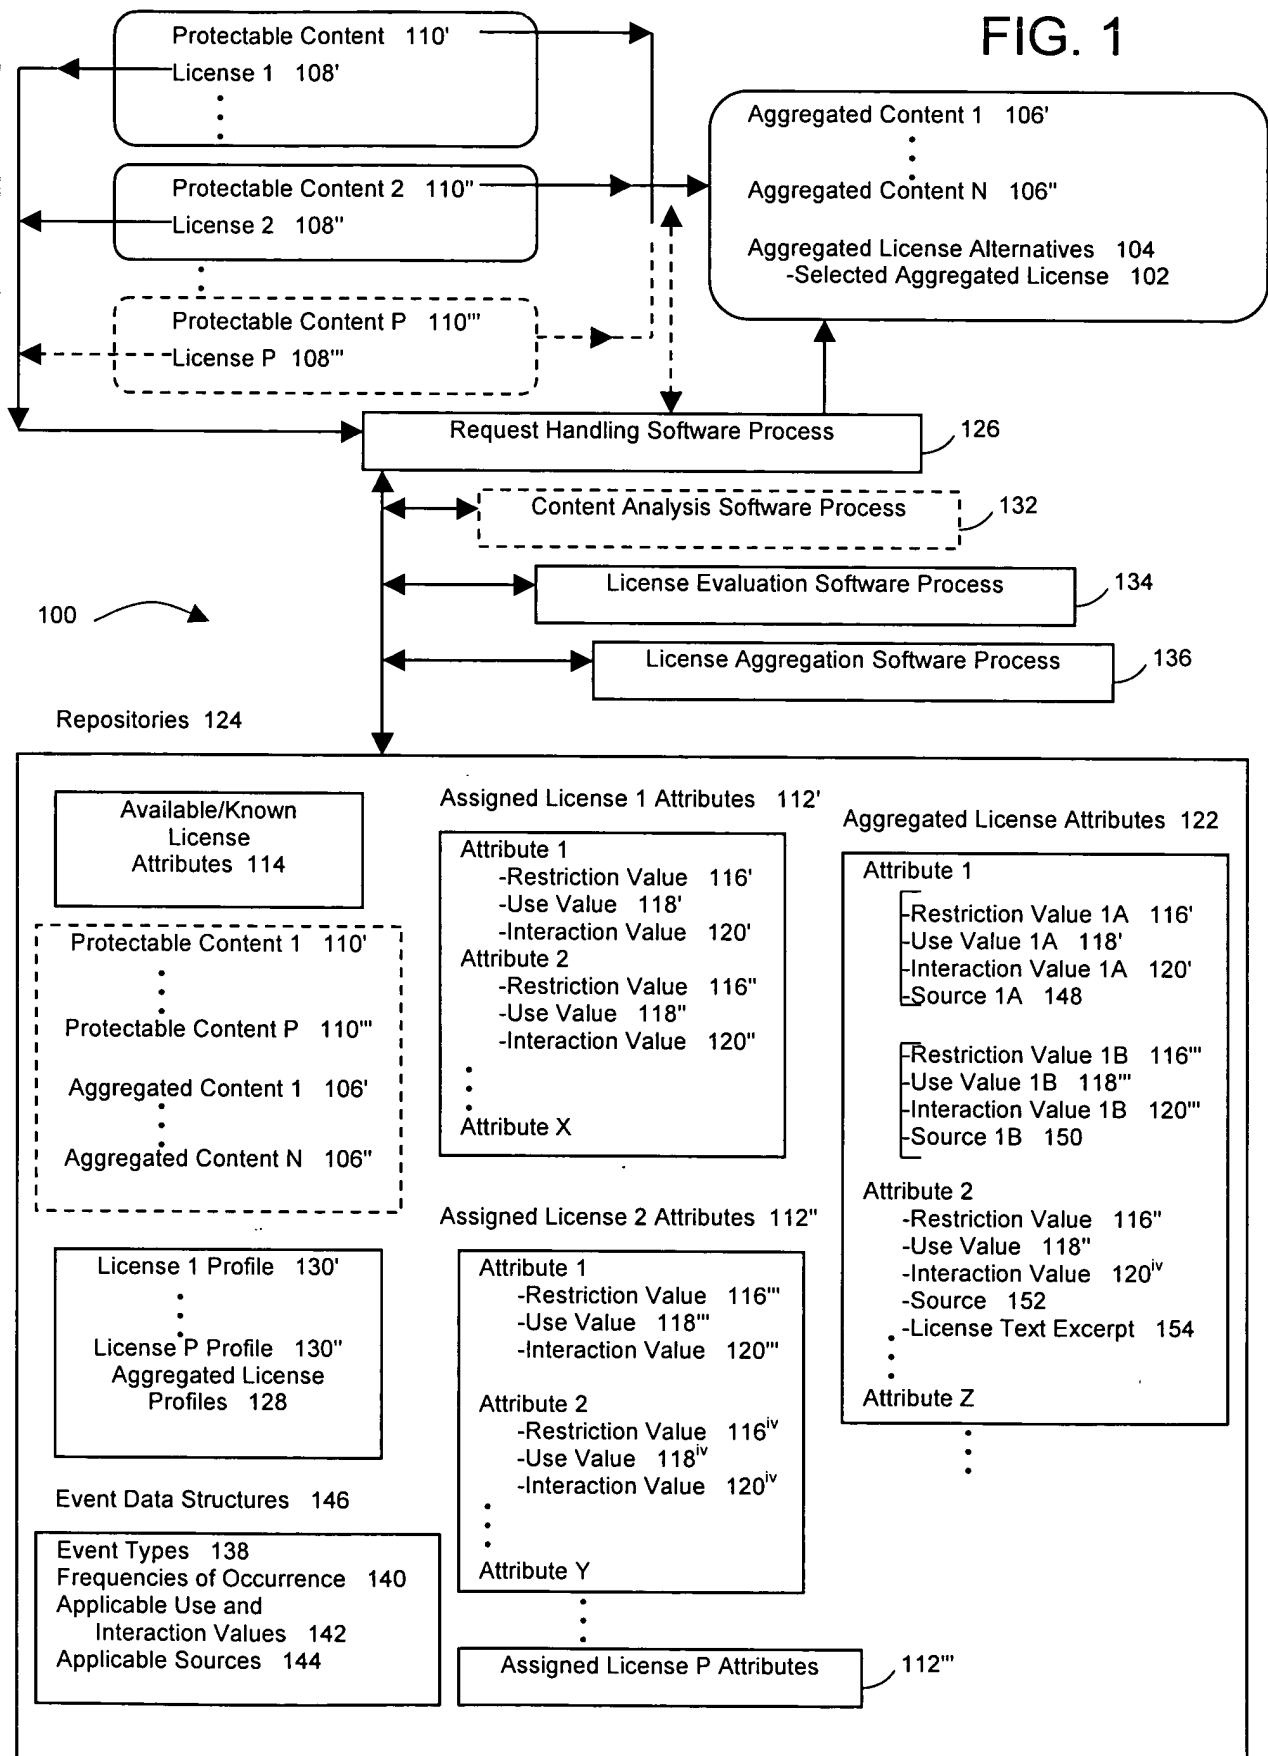 FIG. 1
Protectable Content 110'
License 1 108'
Protectable Content 2 110"
License 2 108"
Protectable Content P 110'''
License P 108'''
Aggregated Content 1 106'
Aggregated Content N 106"
Aggregated License Alternatives 104
-Selected Aggregated License 102
Request Handling Software Process
126
Content Analysis Software Process
132
License Evaluation Software Process
134
License Aggregation Software Process
136
100
Repositories 124
Available/Known
License
Attributes 114
Protectable Content 1 110'
Protectable Content P 110'''
Aggregated Content 1 106'
Aggregated Content N 106"
License 1 Profile 130'
License P Profile 130"
Aggregated License
Profiles 128
Event Data Structures 146
Event Types 138
Frequencies of Occurrence 140
Applicable Use and
Interaction Values 142
Applicable Sources 144
Assigned License 1 Attributes 112'
Attribute 1
-Restriction Value 116'
-Use Value 118'
-Interaction Value 120'
Attribute 2
-Restriction Value 116"
-Use Value 118"
-Interaction Value 120"
Attribute X
Assigned License 2 Attributes 112"
Attribute 1
-Restriction Value 116'''
-Use Value 118'''
-Interaction Value 120'''
Attribute 2
-Restriction Value 116iv
-Use Value 118iv
-Interaction Value 120iv
Attribute Y
Assigned License P Attributes
112'''
Aggregated License Attributes 122
Attribute 1
-Restriction Value 1A 116'
-Use Value 1A 118'
-Interaction Value 1A 120'
-Source 1A 148
-Restriction Value 1B 116'''
-Use Value 1B 118'''
-Interaction Value 1B 120'''
-Source 1B 150
Attribute 2
-Restriction Value 116"
-Use Value 118"
-Interaction Value 120iv
-Source 152
-License Text Excerpt 154
Attribute Z